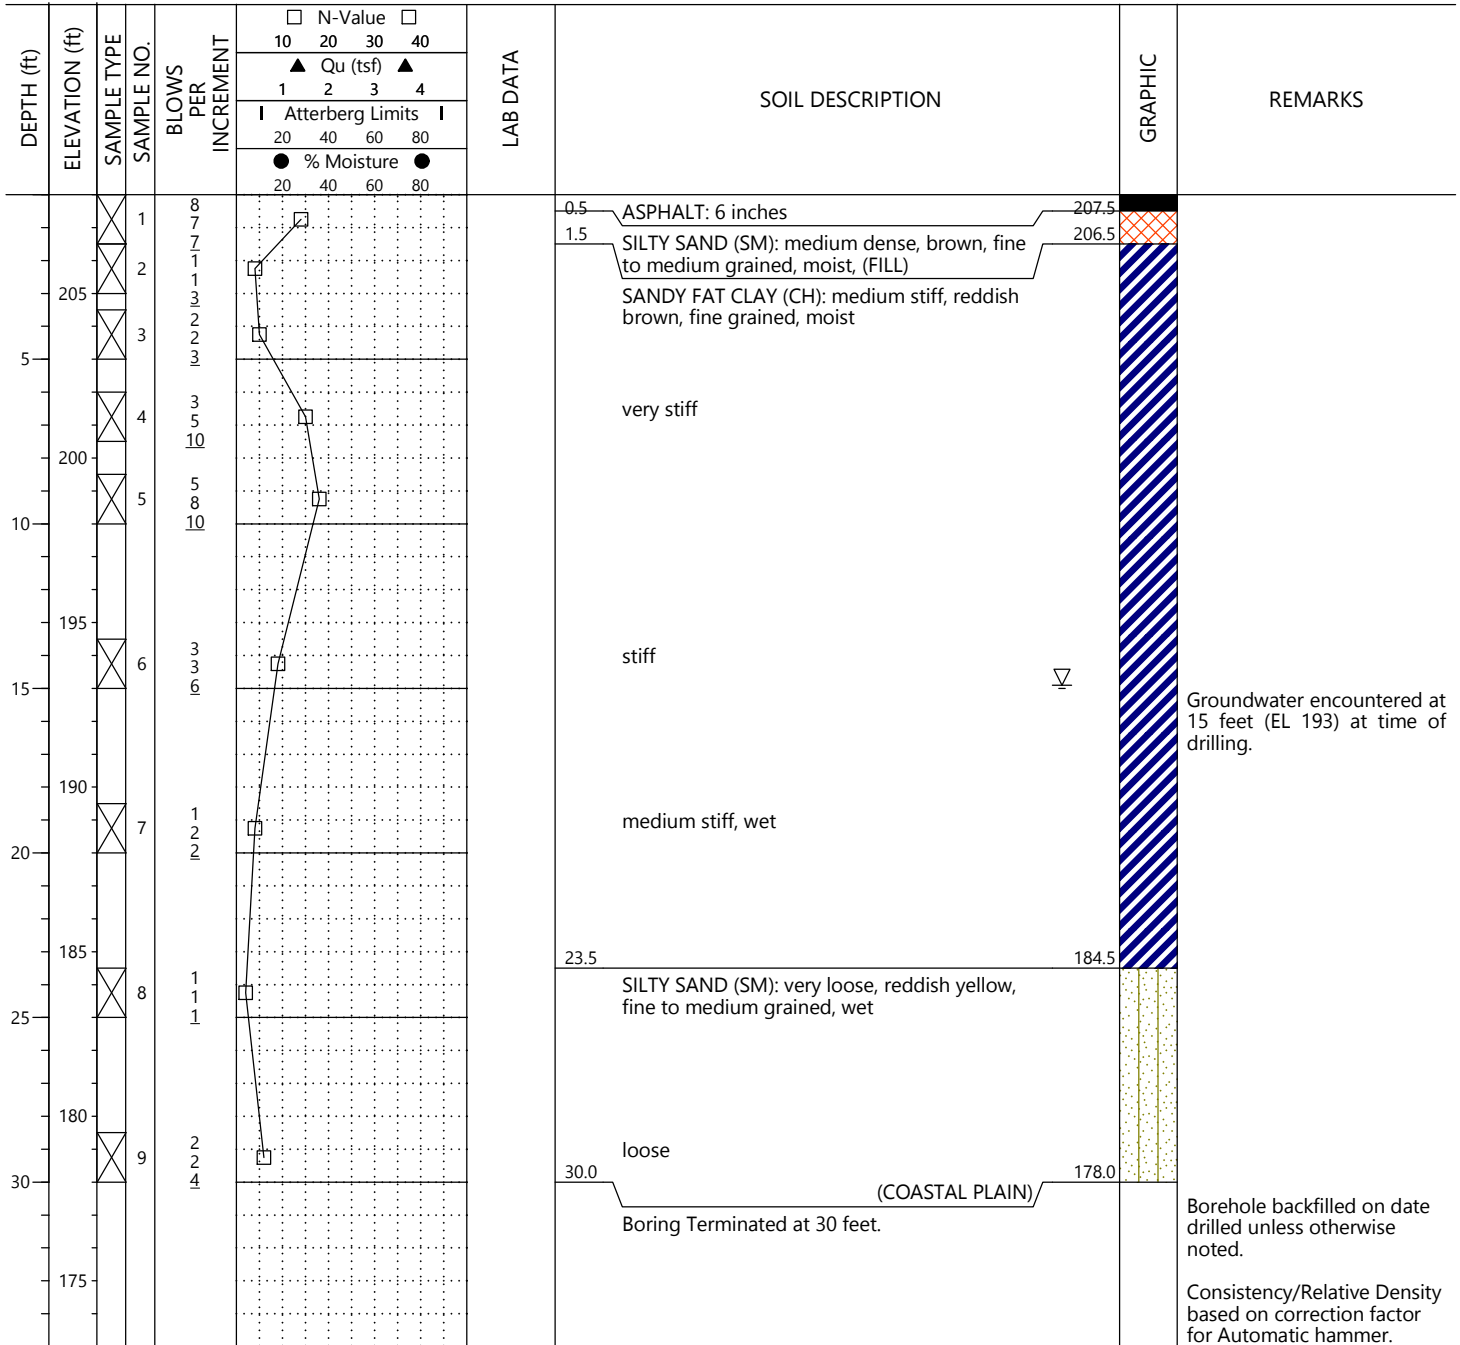 DEPTH (ft)
ELEVATION (ft)
SAMPLE TYPE
SAMPLE NO.
BLOWS
PER
INCREMENT
N-Value
10 20 30 40
Qu (tsf)
1 2 3 4
Atterberg Limits
20 40 60 80
% Moisture
20 40 60 80
LAB DATA
SOIL DESCRIPTION
GRAPHIC
REMARKS
1
8
7
7
0.5
ASPHALT: 6 inches
207.5
1.5
SILTY SAND (SM): medium dense, brown, fine
to medium grained, moist, (FILL)
206.5
2
1
1
3
205
SANDY FAT CLAY (CH): medium stiff, reddish
brown, fine grained, moist
3
2
2
3
5
4
3
5
10
very stiff
200
5
5
8
10
10
195
6
3
3
6
stiff
15
Groundwater encountered at
15 feet (EL 193) at time of
drilling.
190
7
1
2
2
medium stiff, wet
20
185
23.5
184.5
8
1
1
1
SILTY SAND (SM): very loose, reddish yellow,
fine to medium grained, wet
25
180
9
2
2
4
loose
30
30.0
178.0
(COASTAL PLAIN)
Boring Terminated at 30 feet.
Borehole backfilled on date
drilled unless otherwise
noted.
175
Consistency/Relative Density
based on correction factor
for Automatic hammer.